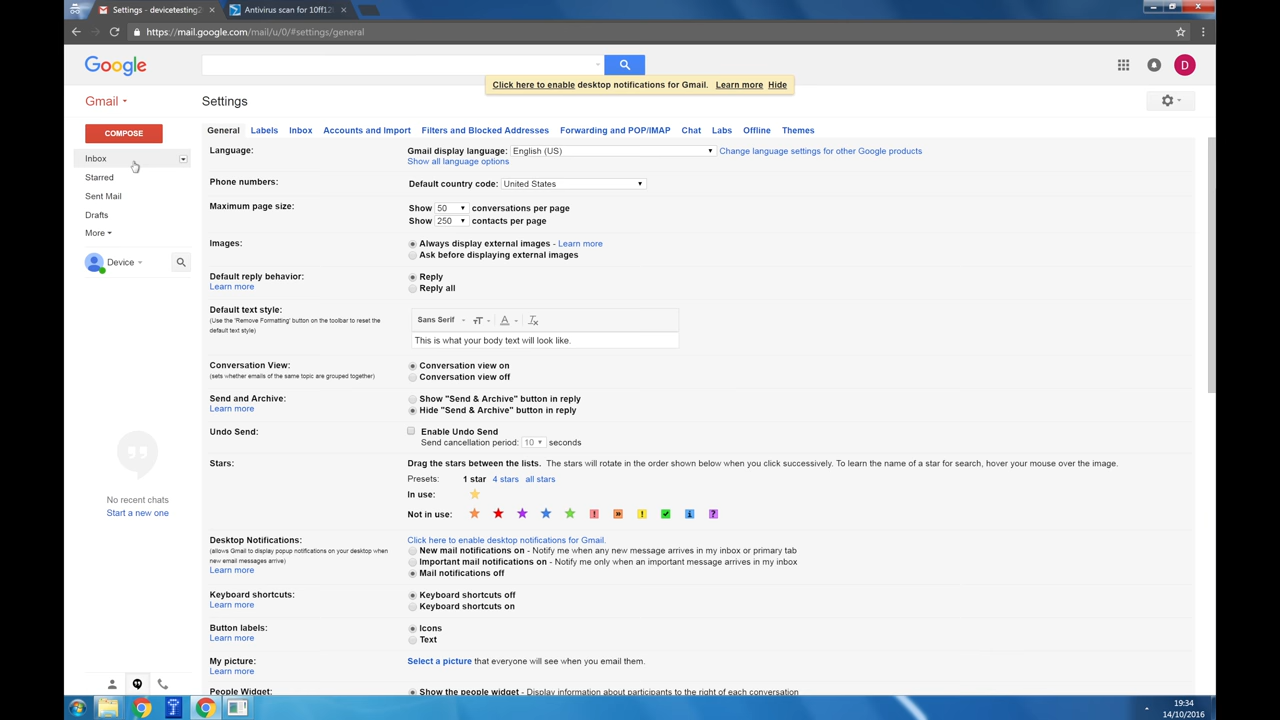 Settings - devicetesting2
Antivirus scan for 10ff12
https://mail.google.com/mail/u/0/#settings/general
Google
Click here to enable desktop notifications for Gmail. Learn more Hide
D
Gmail
Settings
COMPOSE
Inbox
Starred
Sent Mail
Drafts
More
Device
No recent chats
Start a new one
General Labels Inbox Accounts and Import Filters and Blocked Addresses Forwarding and POP/IMAP Chat Labs Offline Themes
Language:
Gmail display language: English (US) Change language settings for other Google products
Show all language options
Phone numbers:
Default country code: United States
Maximum page size:
Show 50 conversations per page
Show 250 contacts per page
Images:
Always display external images - Learn more
Ask before displaying external images
Default reply behavior:
Learn more
Reply
Reply all
Default text style:
(Use the 'Remove Formatting' button on the toolbar to reset the
default text style)
Sans Serif
This is what your body text will look like.
Conversation View:
(sets whether emails of the same topic are grouped together)
Conversation view on
Conversation view off
Send and Archive:
Learn more
Show "Send & Archive" button in reply
Hide "Send & Archive" button in reply
Undo Send:
Enable Undo Send
Send cancellation period: 10 seconds
Stars:
Drag the stars between the lists. The stars will rotate in the order shown below when you click successively. To learn the name of a star for search, hover your mouse over the image.
Presets: 1 star 4 stars all stars
In use:
Not in use:
Desktop Notifications:
(allows Gmail to display popup notifications on your desktop when
new email messages arrive)
Learn more
Click here to enable desktop notifications for Gmail.
New mail notifications on - Notify me when any new message arrives in my inbox or primary tab
Important mail notifications on - Notify me only when an important message arrives in my inbox
Mail notifications off
Keyboard shortcuts:
Learn more
Keyboard shortcuts off
Keyboard shortcuts on
Button labels:
Learn more
Icons
Text
My picture:
Learn more
Select a picture that everyone will see when you email them.
People Widget:
Show the people widget - Display information about participants to the right of each conversation
19:34
14/10/2016